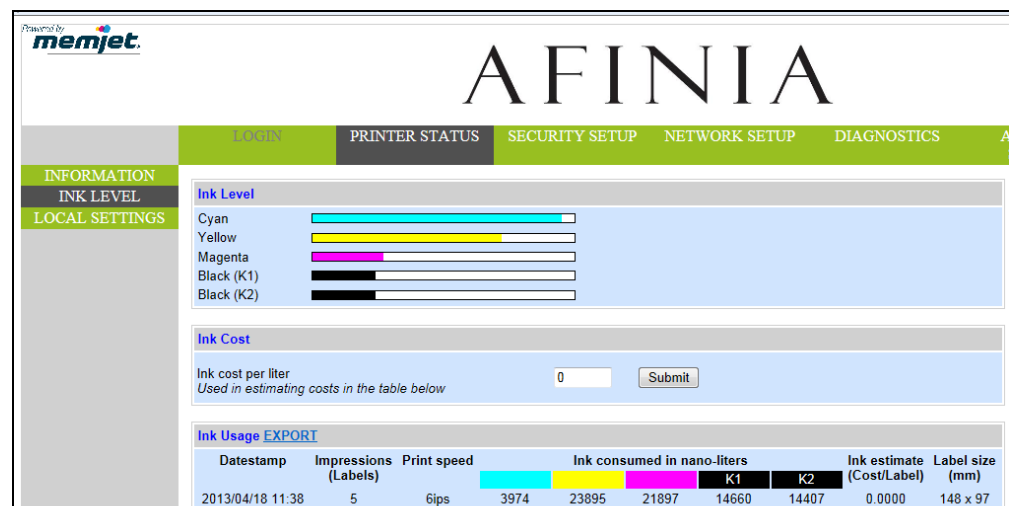 Powered by
memjet.
AFINIA
LOGIN PRINTER STATUS SECURITY SETUP NETWORK SETUP DIAGNOSTICS A
INFORMATION
INK LEVEL
LOCAL SETTINGS
Ink Level
Cyan
Yellow
Magenta
Black (K1)
Black (K2)
Ink Cost
Ink cost per liter
Used in estimating costs in the table below
0 Submit
Ink Usage EXPORT
Datestamp Impressions Print speed Ink consumed in nano-liters Ink estimate Label size
(Labels) K1 K2 (Cost/Label) (mm)
2013/04/18 11:38 5 6ips 3974 23895 21897 14660 14407 0.0000 148 x 97